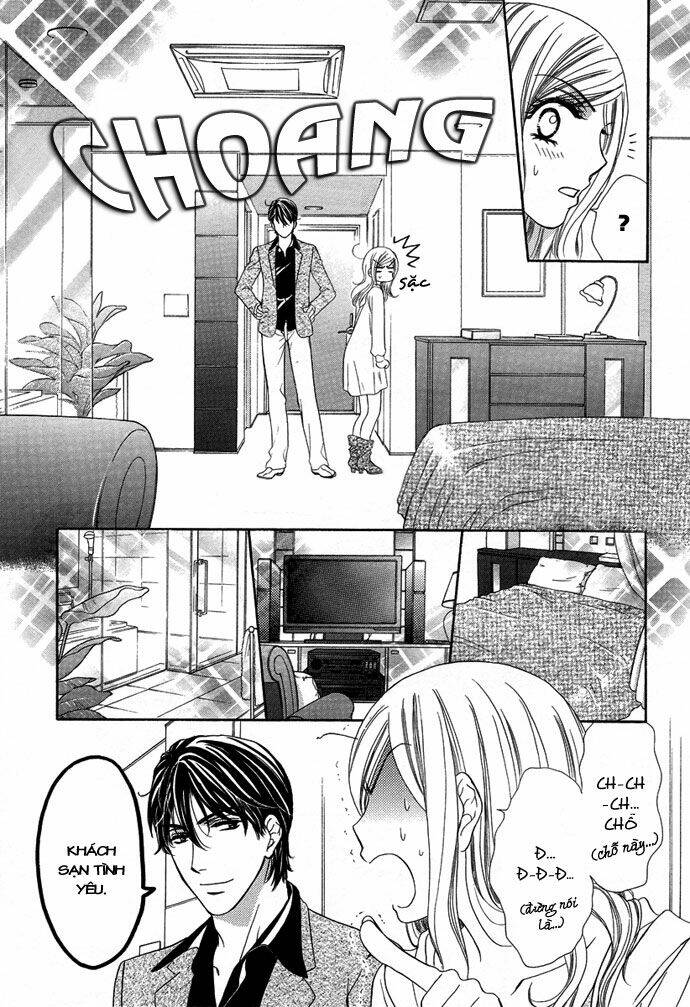 ?
CHOANG
sặc
CH-CH
-CH...
CHỖ
(chỗ này...)
Đ...
Đ-Đ-Đ...
(đừng nói
là...)
KHÁCH
SẠN TÌNH
YÊU.